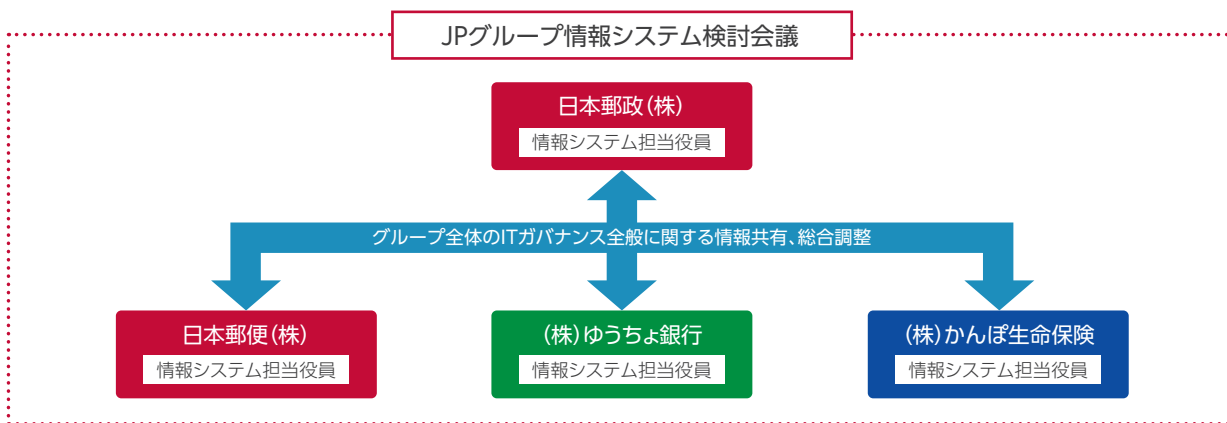 JPグループ情報システム検討会議
日本郵政(株)
情報システム担当役員
グループ全体のITガバナンス全般に関する情報共有、総合調整
日本郵便(株)
情報システム担当役員
(株)ゆうちょ銀行
情報システム担当役員
(株)かんぽ生命保険
情報システム担当役員